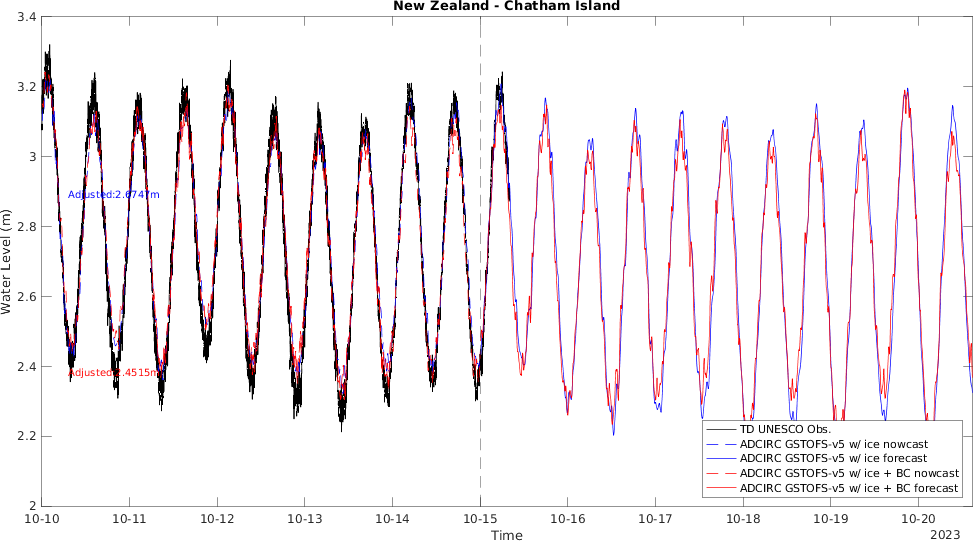 New Zealand - Chatham Island
3.4
3.2
3
2.8
2.6
2.4
2.2
2
Water Level (m)
Adjusted:2.6747m
Adjusted:2.4515m
TD UNESCO Obs.
ADCIRC GSTOFS-v5 w/ ice nowcast
ADCIRC GSTOFS-v5 w/ ice forecast
ADCIRC GSTOFS-v5 w/ ice + BC nowcast
ADCIRC GSTOFS-v5 w/ ice + BC forecast
10-10 10-11 10-12 10-13 10-14 10-15 10-16 10-17 10-18 10-19 10-20
Time
2023